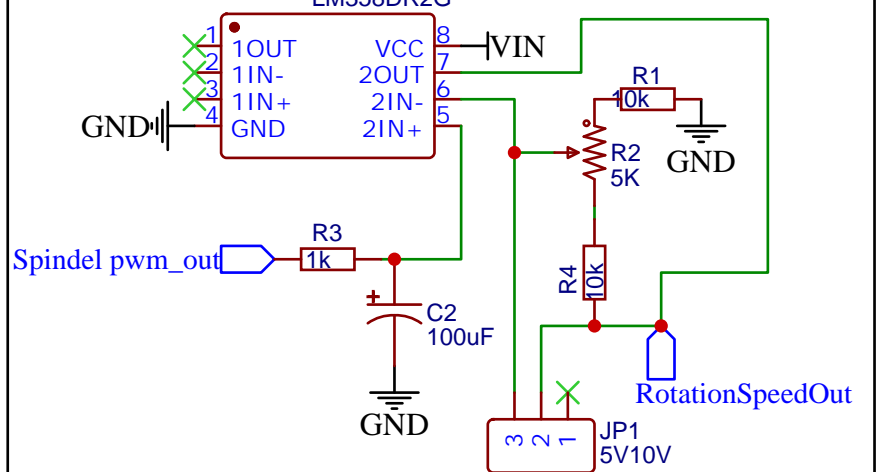 LM358DR2G
1 1OUT VCC 8 VIN
2 1IN- 2OUT 7
3 1IN+ 2IN- 6
GND 4 GND 2IN+ 5
R1
10k
GND
R2
5K
R3
Spindel pwm_out 1k
R4
10k
C2
100uF
GND
RotationSpeedOut
3 2 1
JP1
5V10V